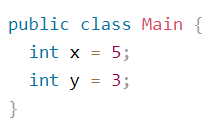 public class Main {
  int x = 5;
  int y = 3;
}